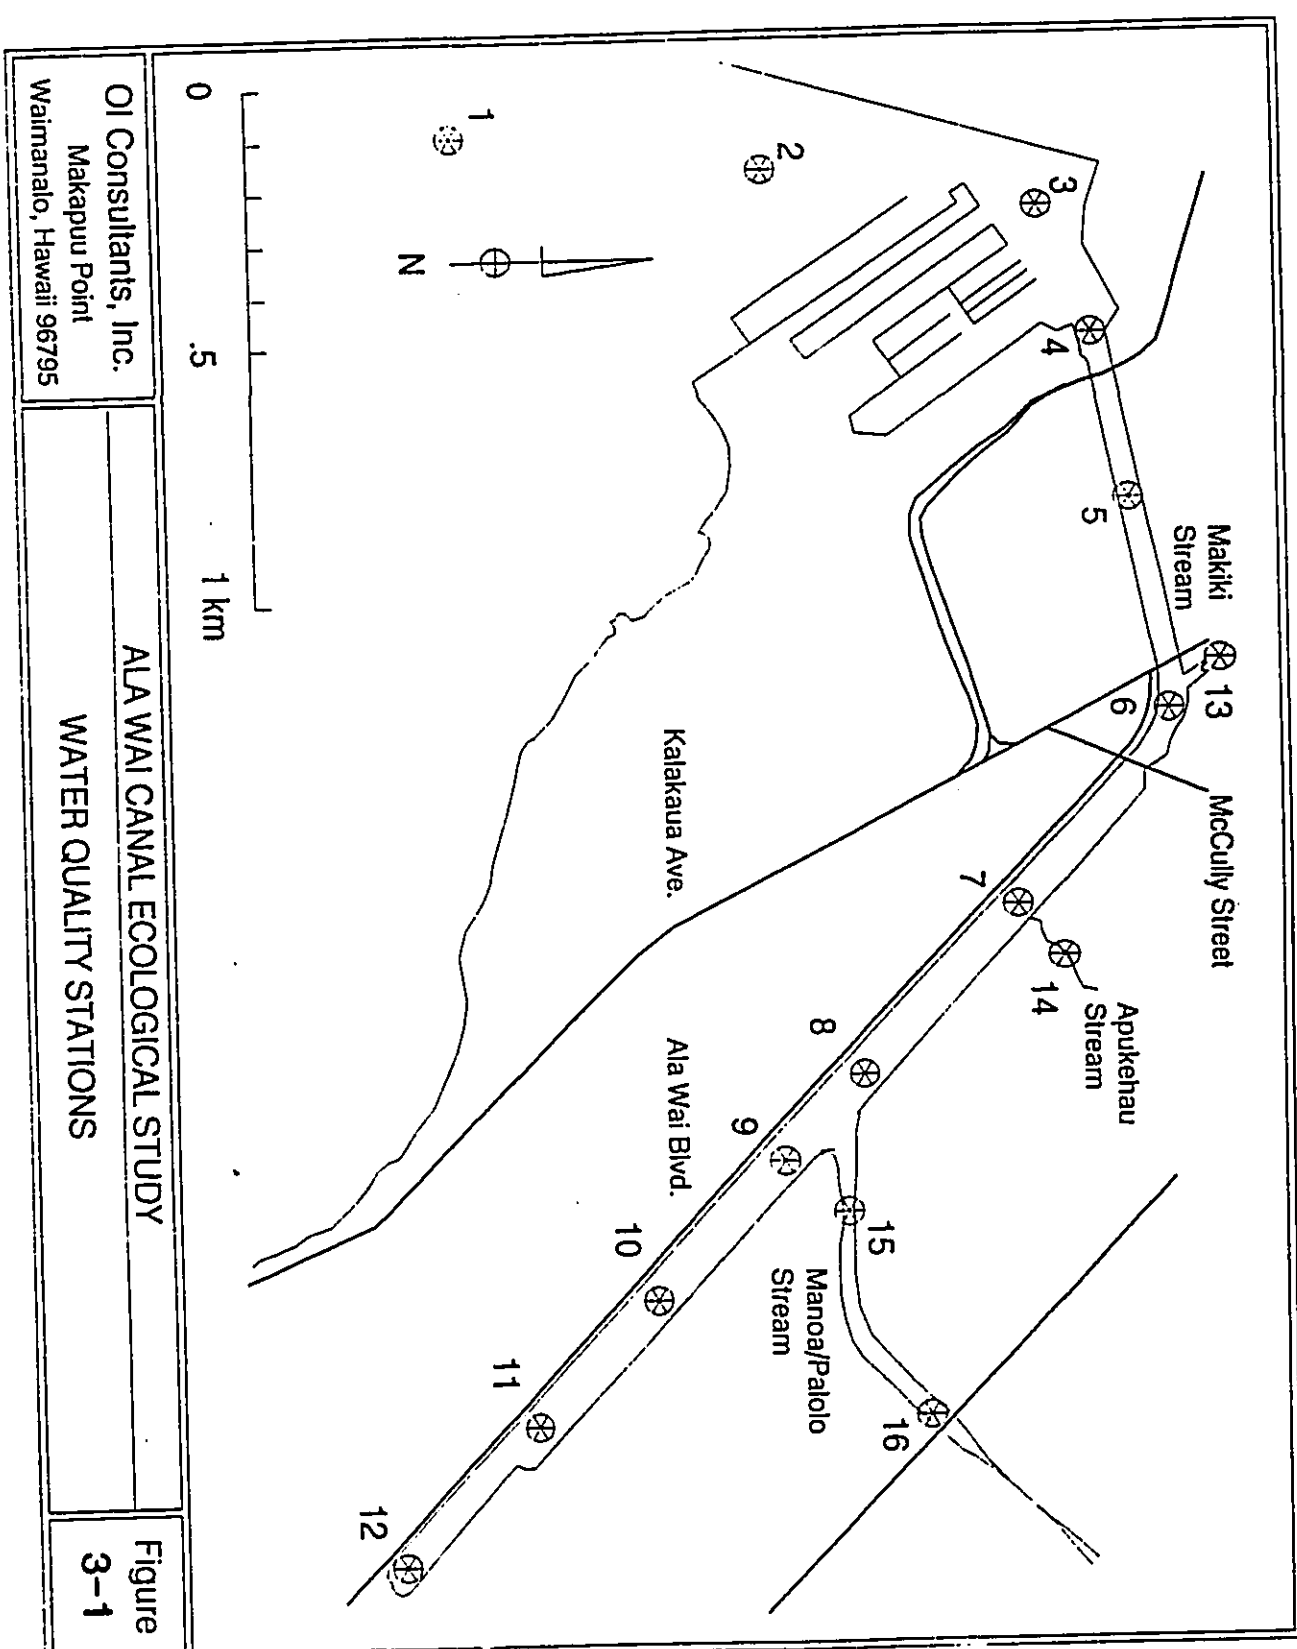 1
2
3
4
5
6
7
8
9
10
11
12
13
14
15
16
Makiki
Stream
McCully Street
Apukehau
Stream
Manoa/Palolo
Stream
Kalakaua Ave.
Ala Wai Blvd.
N
0
.5
1 km
OI Consultants, Inc.
Makapuu Point
Waimanalo, Hawaii 96795
ALA WAI CANAL ECOLOGICAL STUDY
WATER QUALITY STATIONS
Figure
3-1